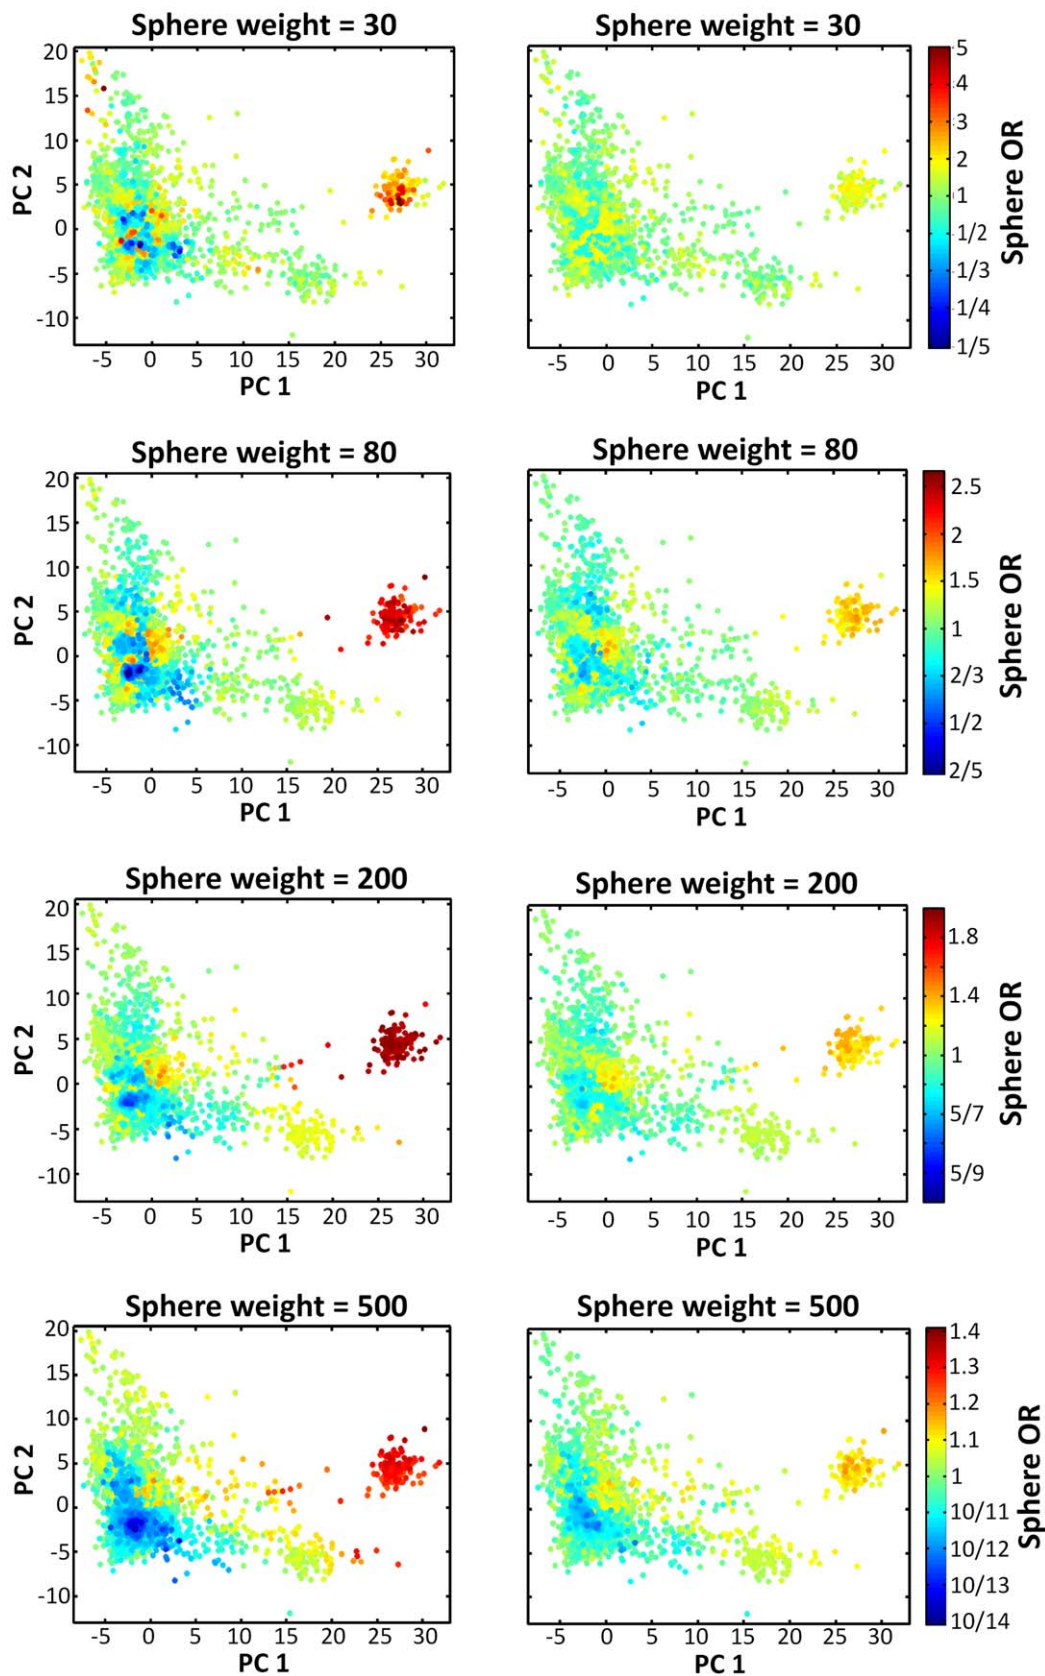 Sphere weight = 30
Sphere weight = 30
20
15
10
5
0
-5
-10
PC 2
-5 0 5 10 15 20 25 30
PC 1
-5 0 5 10 15 20 25 30
PC 1
5
4
3
2
1
1/2
1/3
1/4
1/5
Sphere OR
Sphere weight = 80
Sphere weight = 80
20
15
10
5
0
-5
-10
PC 2
-5 0 5 10 15 20 25 30
PC 1
-5 0 5 10 15 20 25 30
PC 1
2.5
2
1.5
1
2/3
1/2
2/5
Sphere OR
Sphere weight = 200
Sphere weight = 200
20
15
10
5
0
-5
-10
PC 2
-5 0 5 10 15 20 25 30
PC 1
-5 0 5 10 15 20 25 30
PC 1
1.8
1.4
1
5/7
5/9
Sphere OR
Sphere weight = 500
Sphere weight = 500
20
15
10
5
0
-5
-10
PC 2
-5 0 5 10 15 20 25 30
PC 1
-5 0 5 10 15 20 25 30
PC 1
1.4
1.3
1.2
1.1
1
10/11
10/12
10/13
10/14
Sphere OR